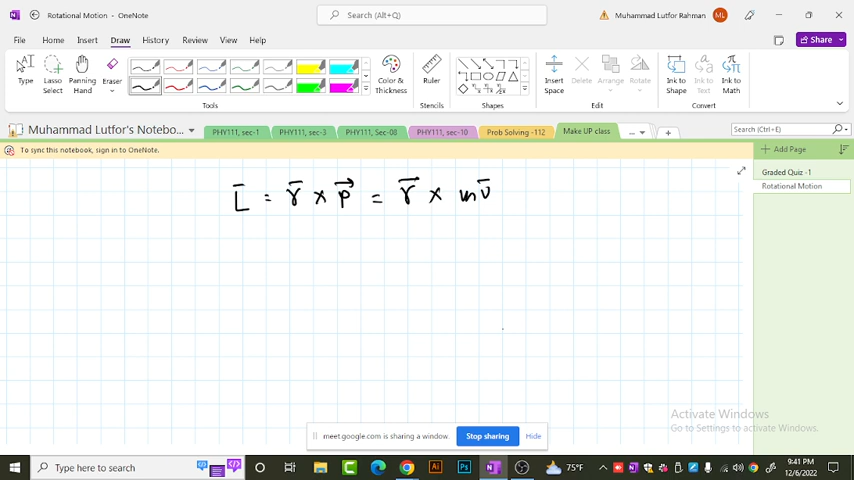 Rotational Motion - OneNote
Search (Alt+Q)
Muhammad Lutfor Rahman
ML
File Home Insert Draw History Review View Help
Share
Type
Lasso Select
Panning Hand
Eraser
Color & Thickness
Ruler
Insert Space
Delete
Arrange
Rotate
Ink to Shape
Ink to Text
Ink to Math
Tools
Stencils
Shapes
Edit
Convert
Muhammad Lutfor's Notebo...
PHY111, sec-1
PHY111, sec-3
PHY111, Sec-08
PHY111, sec-10
Prob Solving -112
Make UP class
Search (Ctrl+E)
To sync this notebook, sign in to OneNote.
Add Page
Graded Quiz -1
Rotational Motion
L̅ = r̅ × p⃗ = r⃗ × mv̅
Activate Windows
Go to Settings to activate Windows.
meet.google.com is sharing a window.
Stop sharing
Hide
Type here to search
75°F
9:41 PM
12/6/2022